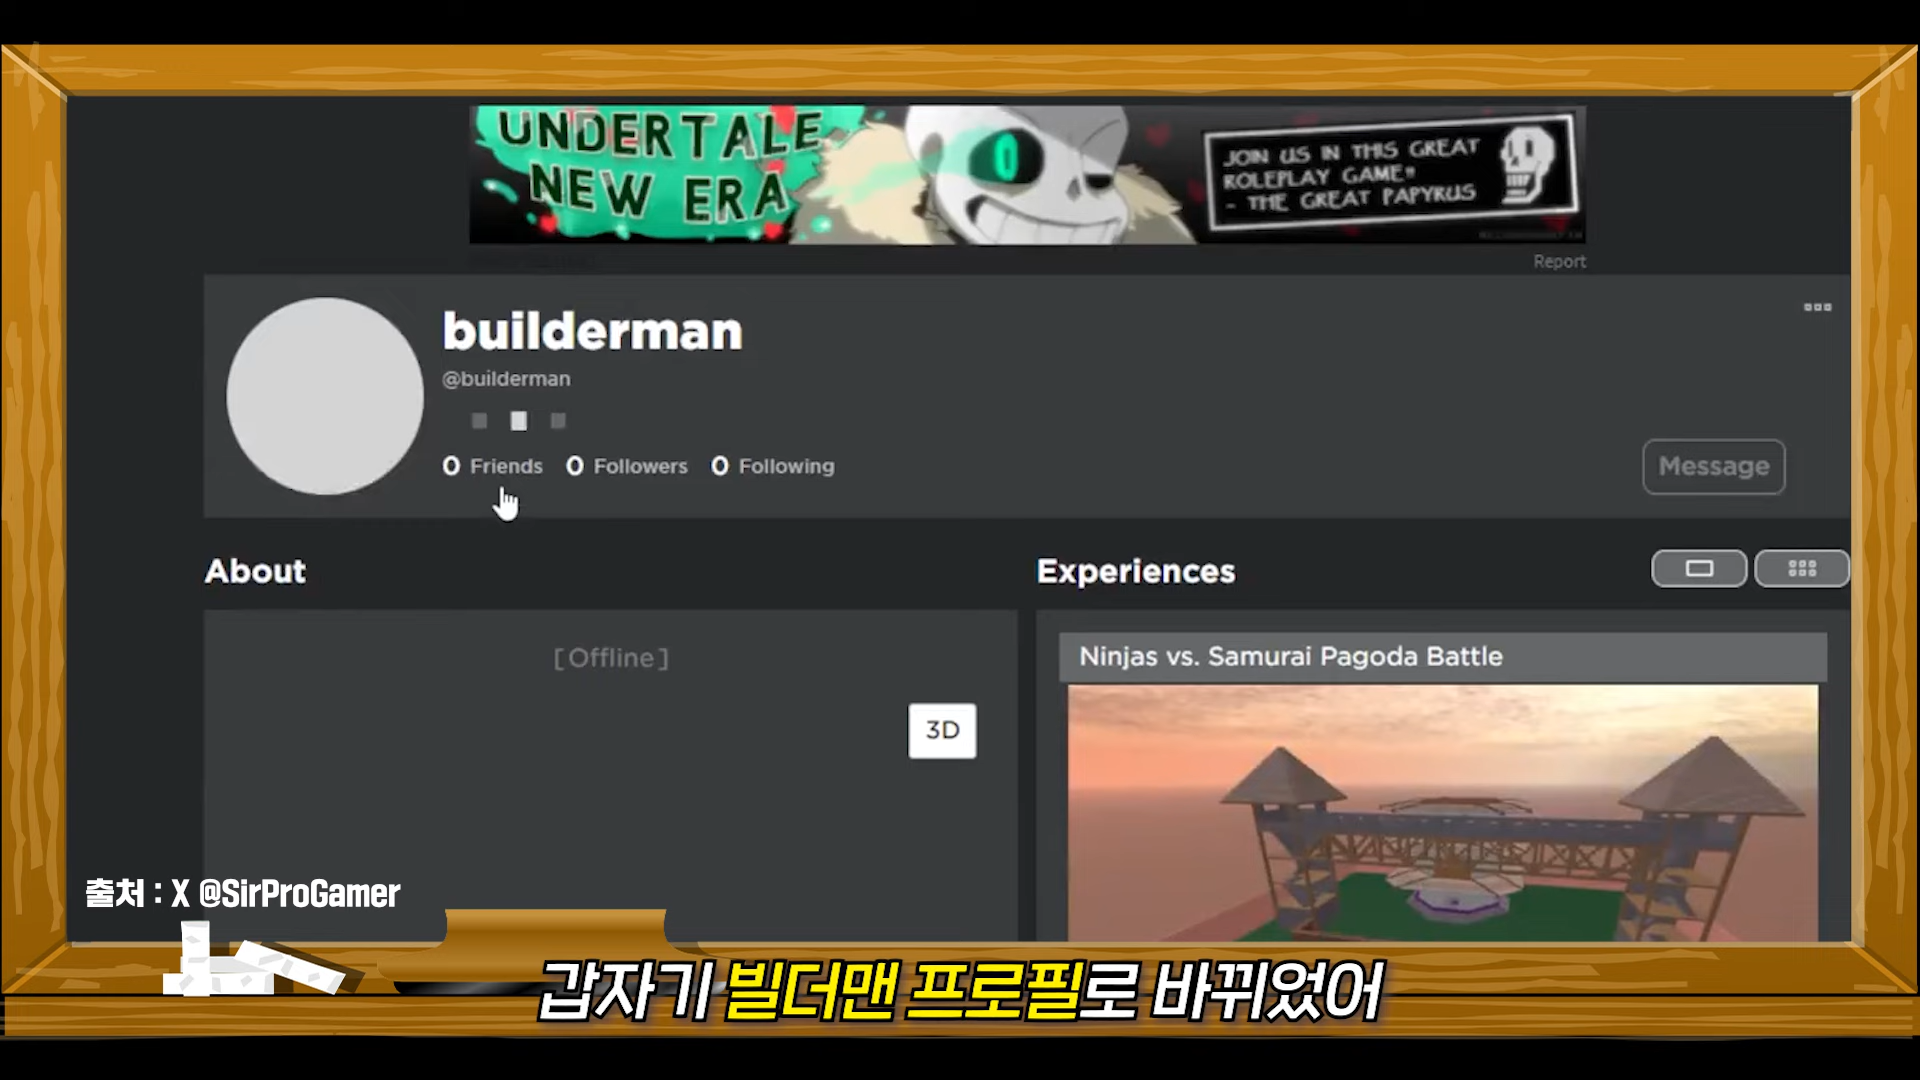 UNDERTALE
NEW ERA
JOIN US IN THIS GREAT
ROLEPLAY GAME"
- THE GREAT PAPYRUS
Report
builderman
@builderman
0 Friends 0 Followers 0 Following
Message
About
Experiences
[ Offline ]
Ninjas vs. Samurai Pagoda Battle
3D
출처 : X @SirProGamer
갑자기 빌더맨 프로필로 바뀌었어